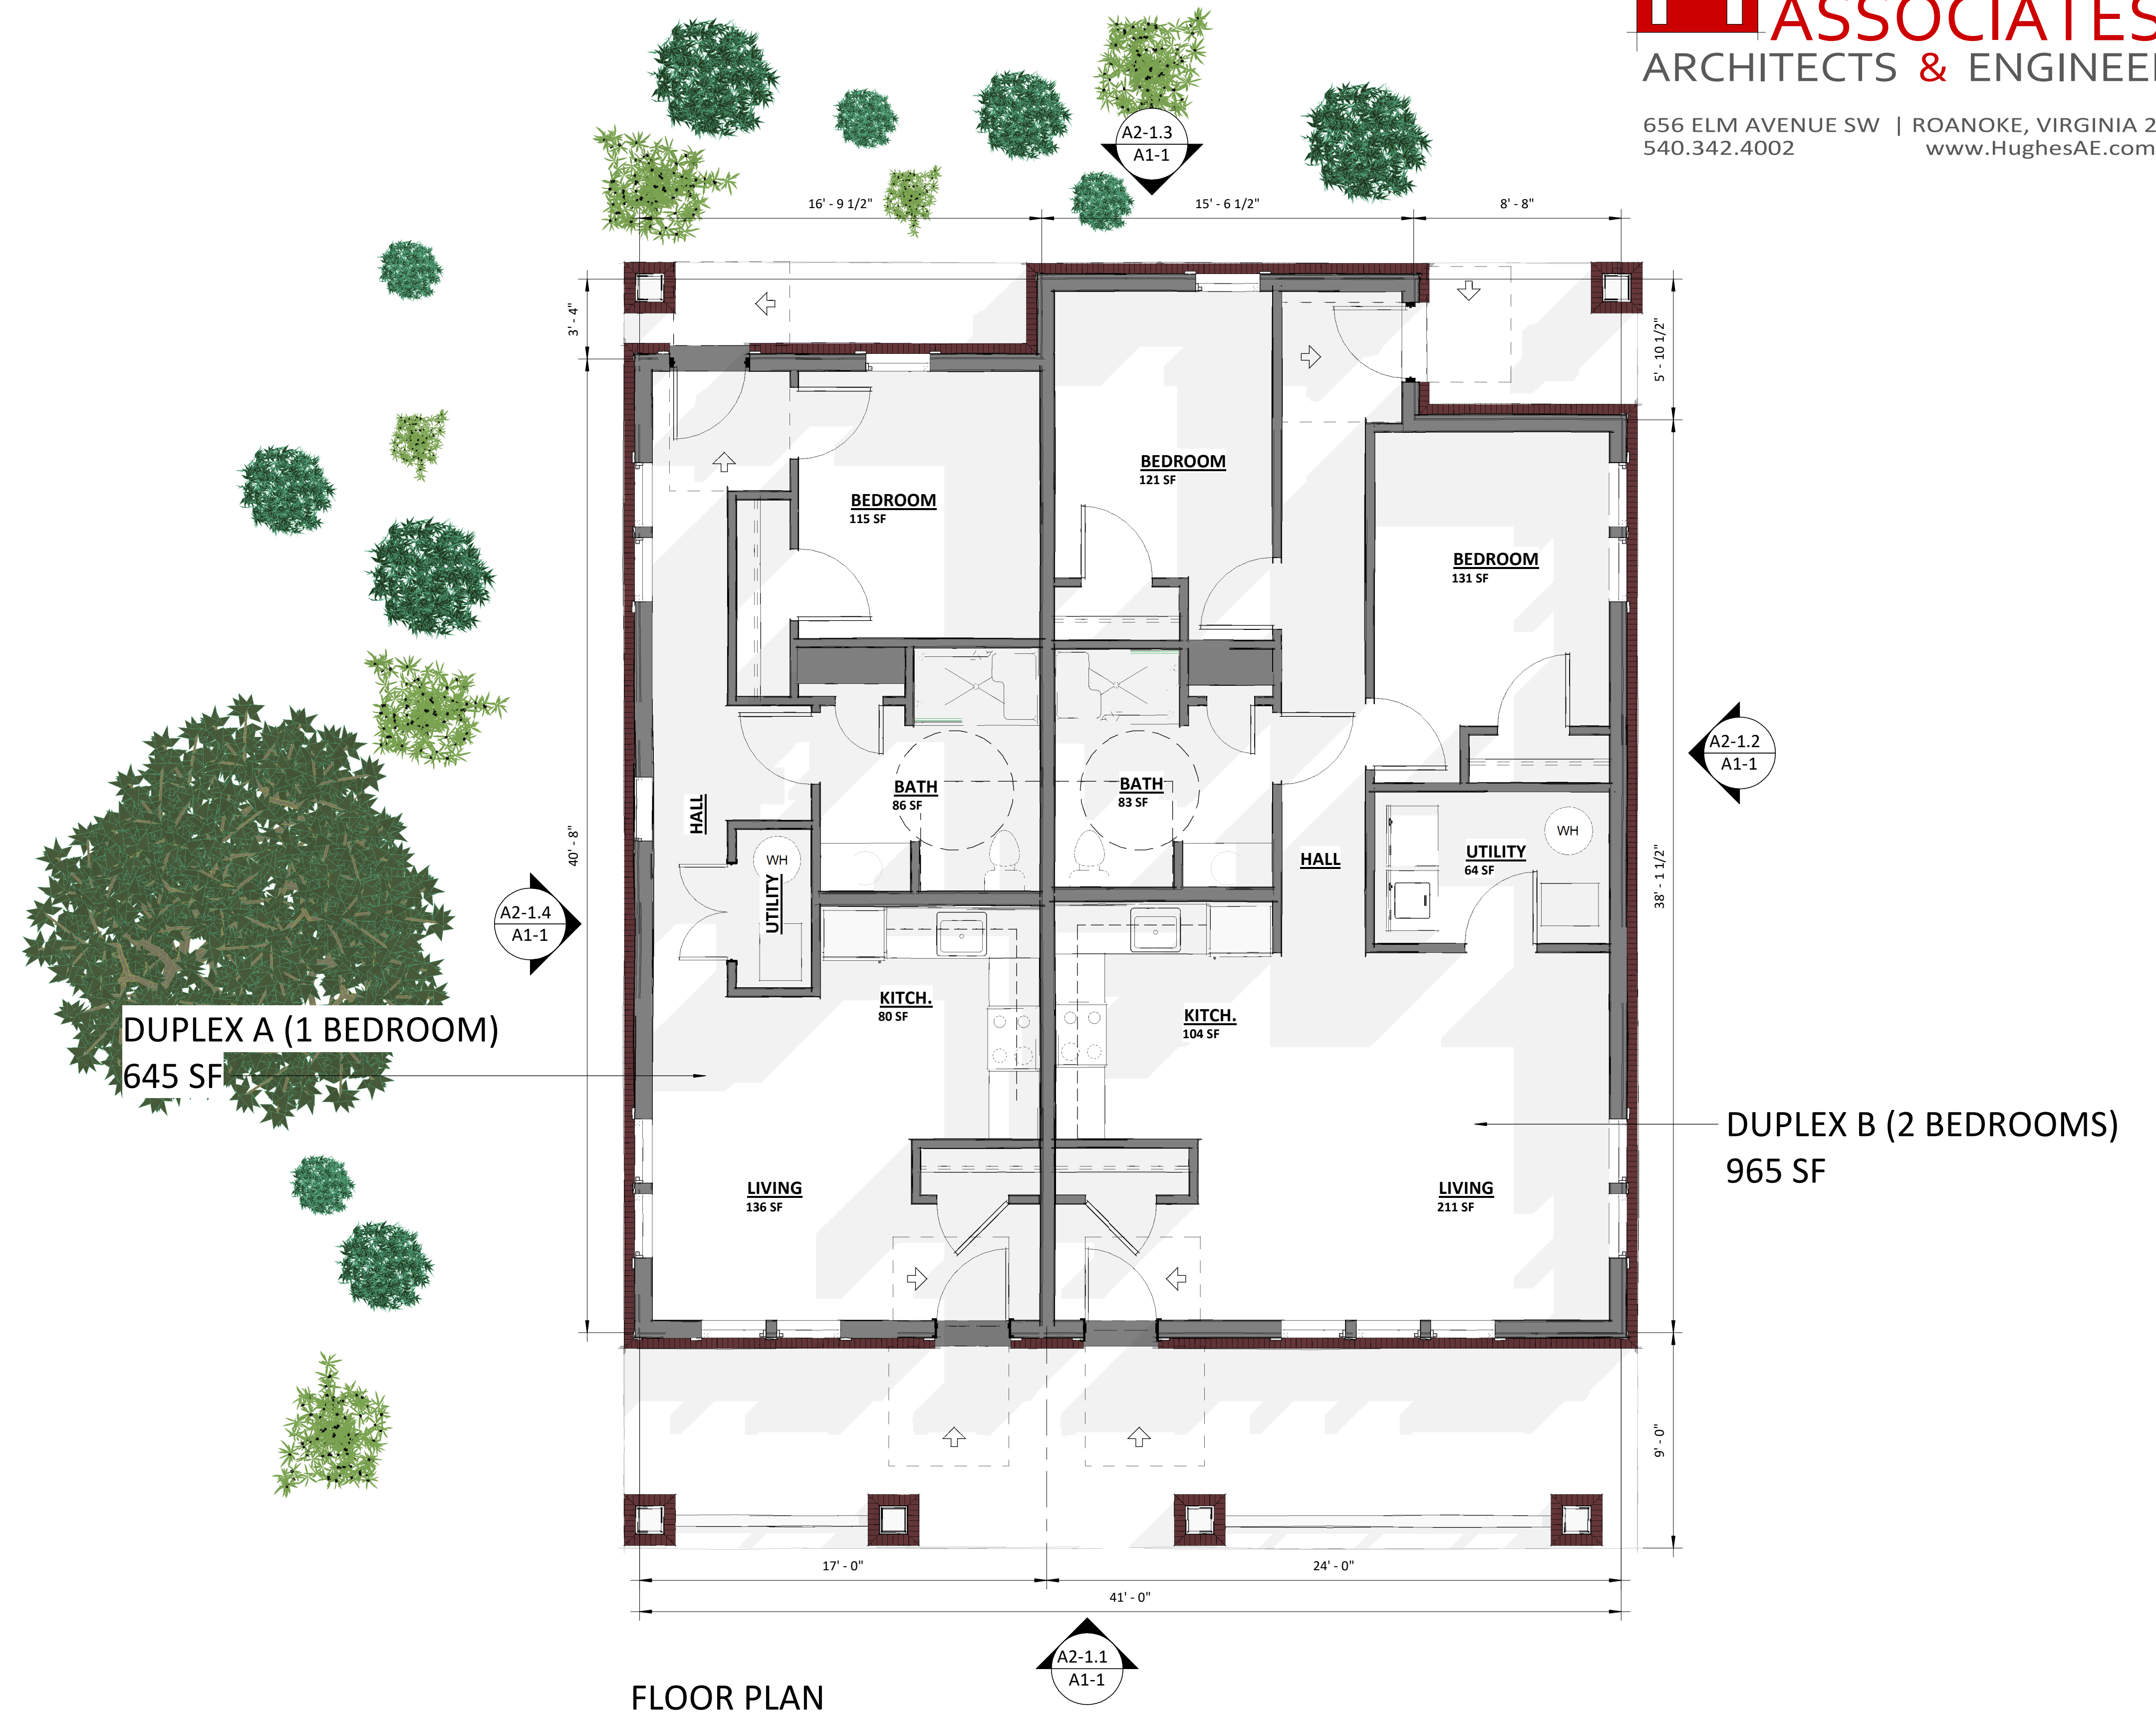 ASSOCIATES
ARCHITECTS & ENGINEE
656 ELM AVENUE SW | ROANOKE, VIRGINIA 2
540.342.4002 www.HughesAE.com
A2-1.3
A1-1
16' - 9 1/2"
15' - 6 1/2"
8' - 8"
3' - 4"
5' - 10 1/2"
BEDROOM
121 SF
BEDROOM
115 SF
BEDROOM
131 SF
A2-1.2
A1-1
BATH
86 SF
BATH
83 SF
HALL
40' - 8"
WH
UTILITY
HALL
UTILITY
64 SF
WH
38' - 1 1/2"
A2-1.4
A1-1
KITCH.
80 SF
KITCH.
104 SF
DUPLEX A (1 BEDROOM)
645 SF
DUPLEX B (2 BEDROOMS)
965 SF
LIVING
136 SF
LIVING
211 SF
9' - 0"
17' - 0"
24' - 0"
41' - 0"
A2-1.1
A1-1
FLOOR PLAN